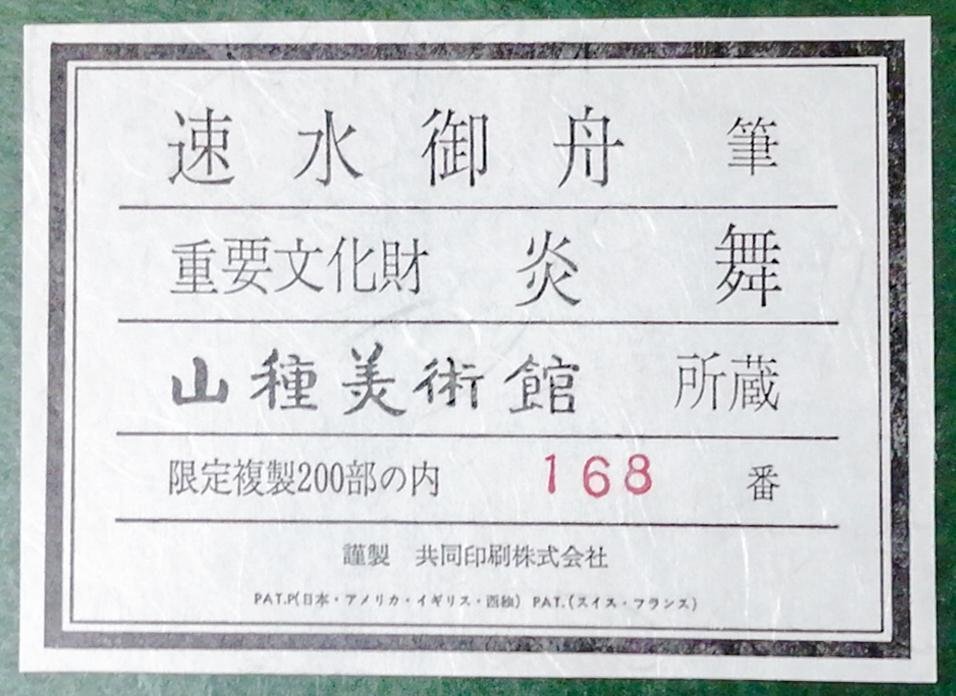 速水御舟 筆
重要文化財 炎舞
山種美術館 所蔵
限定複製200部の内 168 番
謹製 共同印刷株式会社
PAT.P(日本・アメリカ・イギリス・西独) PAT.(スイス・フランス)